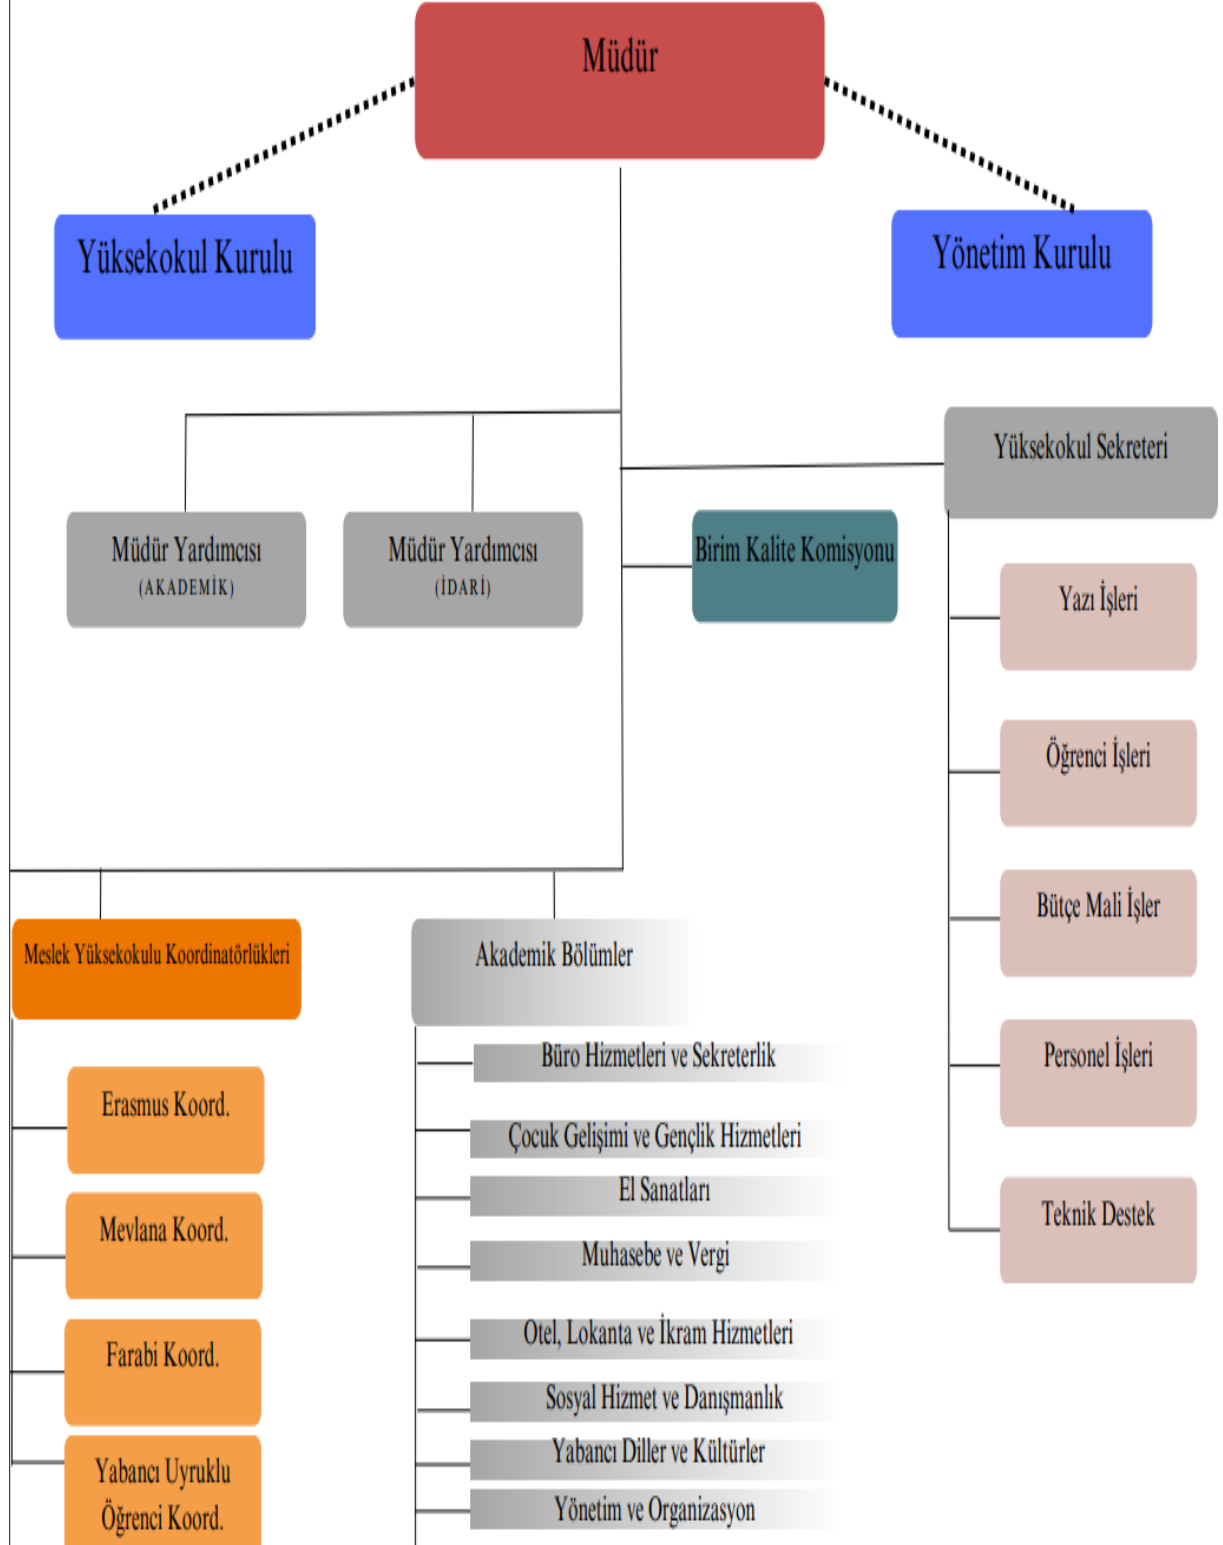 Müdür
Yüksekokul Kurulu
Yönetim Kurulu
Yüksekokul Sekreteri
Müdür Yardımcısı
(AKADEMİK)
Müdür Yardımcısı
(İDARİ)
Birim Kalite Komisyonu
Yazı İşleri
Öğrenci İşleri
Bütçe Mali İşler
Personel İşleri
Teknik Destek
Meslek Yüksekokulu Koordinatörlükleri
Erasmus Koord.
Mevlana Koord.
Farabi Koord.
Yabancı Uyruklu
Öğrenci Koord.
Akademik Bölümler
Büro Hizmetleri ve Sekreterlik
Çocuk Gelişimi ve Gençlik Hizmetleri
El Sanatları
Muhasebe ve Vergi
Otel, Lokanta ve İkram Hizmetleri
Sosyal Hizmet ve Danışmanlık
Yabancı Diller ve Kültürler
Yönetim ve Organizasyon